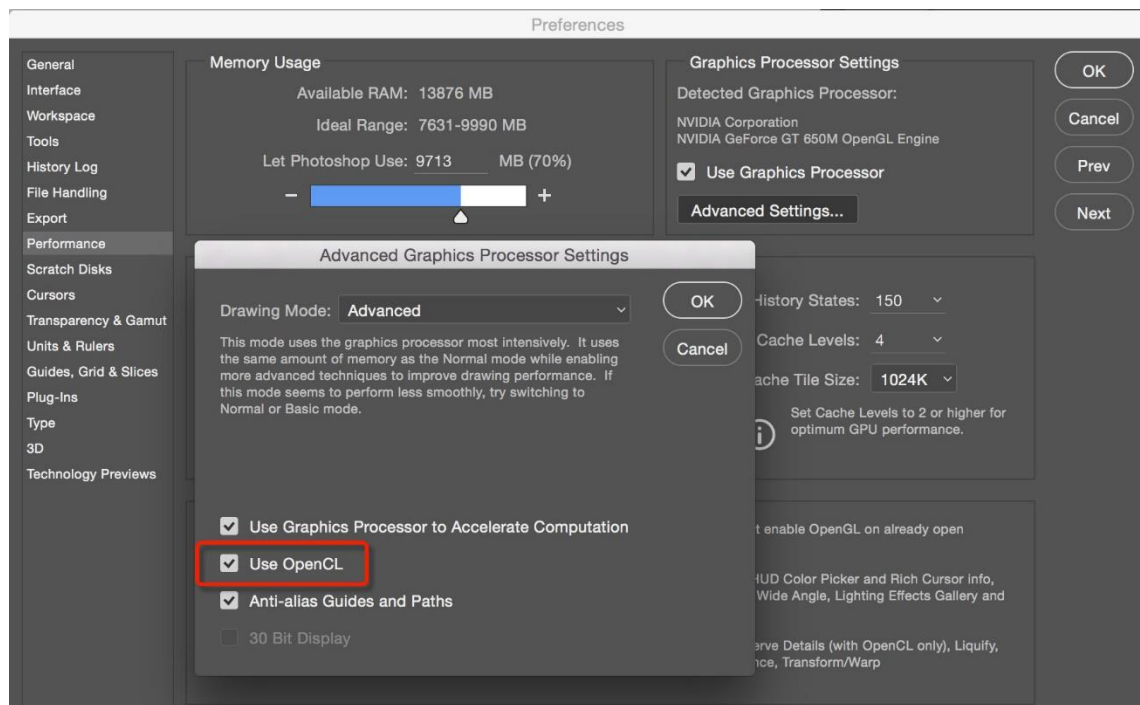 Preferences
General
Interface
Workspace
Tools
History Log
File Handling
Export
Performance
Scratch Disks
Cursors
Transparency & Gamut
Units & Rulers
Guides, Grid & Slices
Plug-Ins
Type
3D
Technology Previews
Memory Usage
Available RAM: 13876 MB
Ideal Range: 7631-9990 MB
Let Photoshop Use: 9713 MB (70%)
− +
Graphics Processor Settings
Detected Graphics Processor:
NVIDIA Corporation
NVIDIA GeForce GT 650M OpenGL Engine
Use Graphics Processor
Advanced Settings...
OK
Cancel
Prev
Next
Advanced Graphics Processor Settings
Drawing Mode: Advanced
This mode uses the graphics processor most intensively. It uses
the same amount of memory as the Normal mode while enabling
more advanced techniques to improve drawing performance. If
this mode seems to perform less smoothly, try switching to
Normal or Basic mode.
Use Graphics Processor to Accelerate Computation
Use OpenCL
Anti-alias Guides and Paths
30 Bit Display
OK
Cancel
History States: 150
Cache Levels: 4
ache Tile Size: 1024K
Set Cache Levels to 2 or higher for
optimum GPU performance.
t enable OpenGL on already open
HUD Color Picker and Rich Cursor info,
Wide Angle, Lighting Effects Gallery and
erve Details (with OpenCL only), Liquify,
nce, Transform/Warp